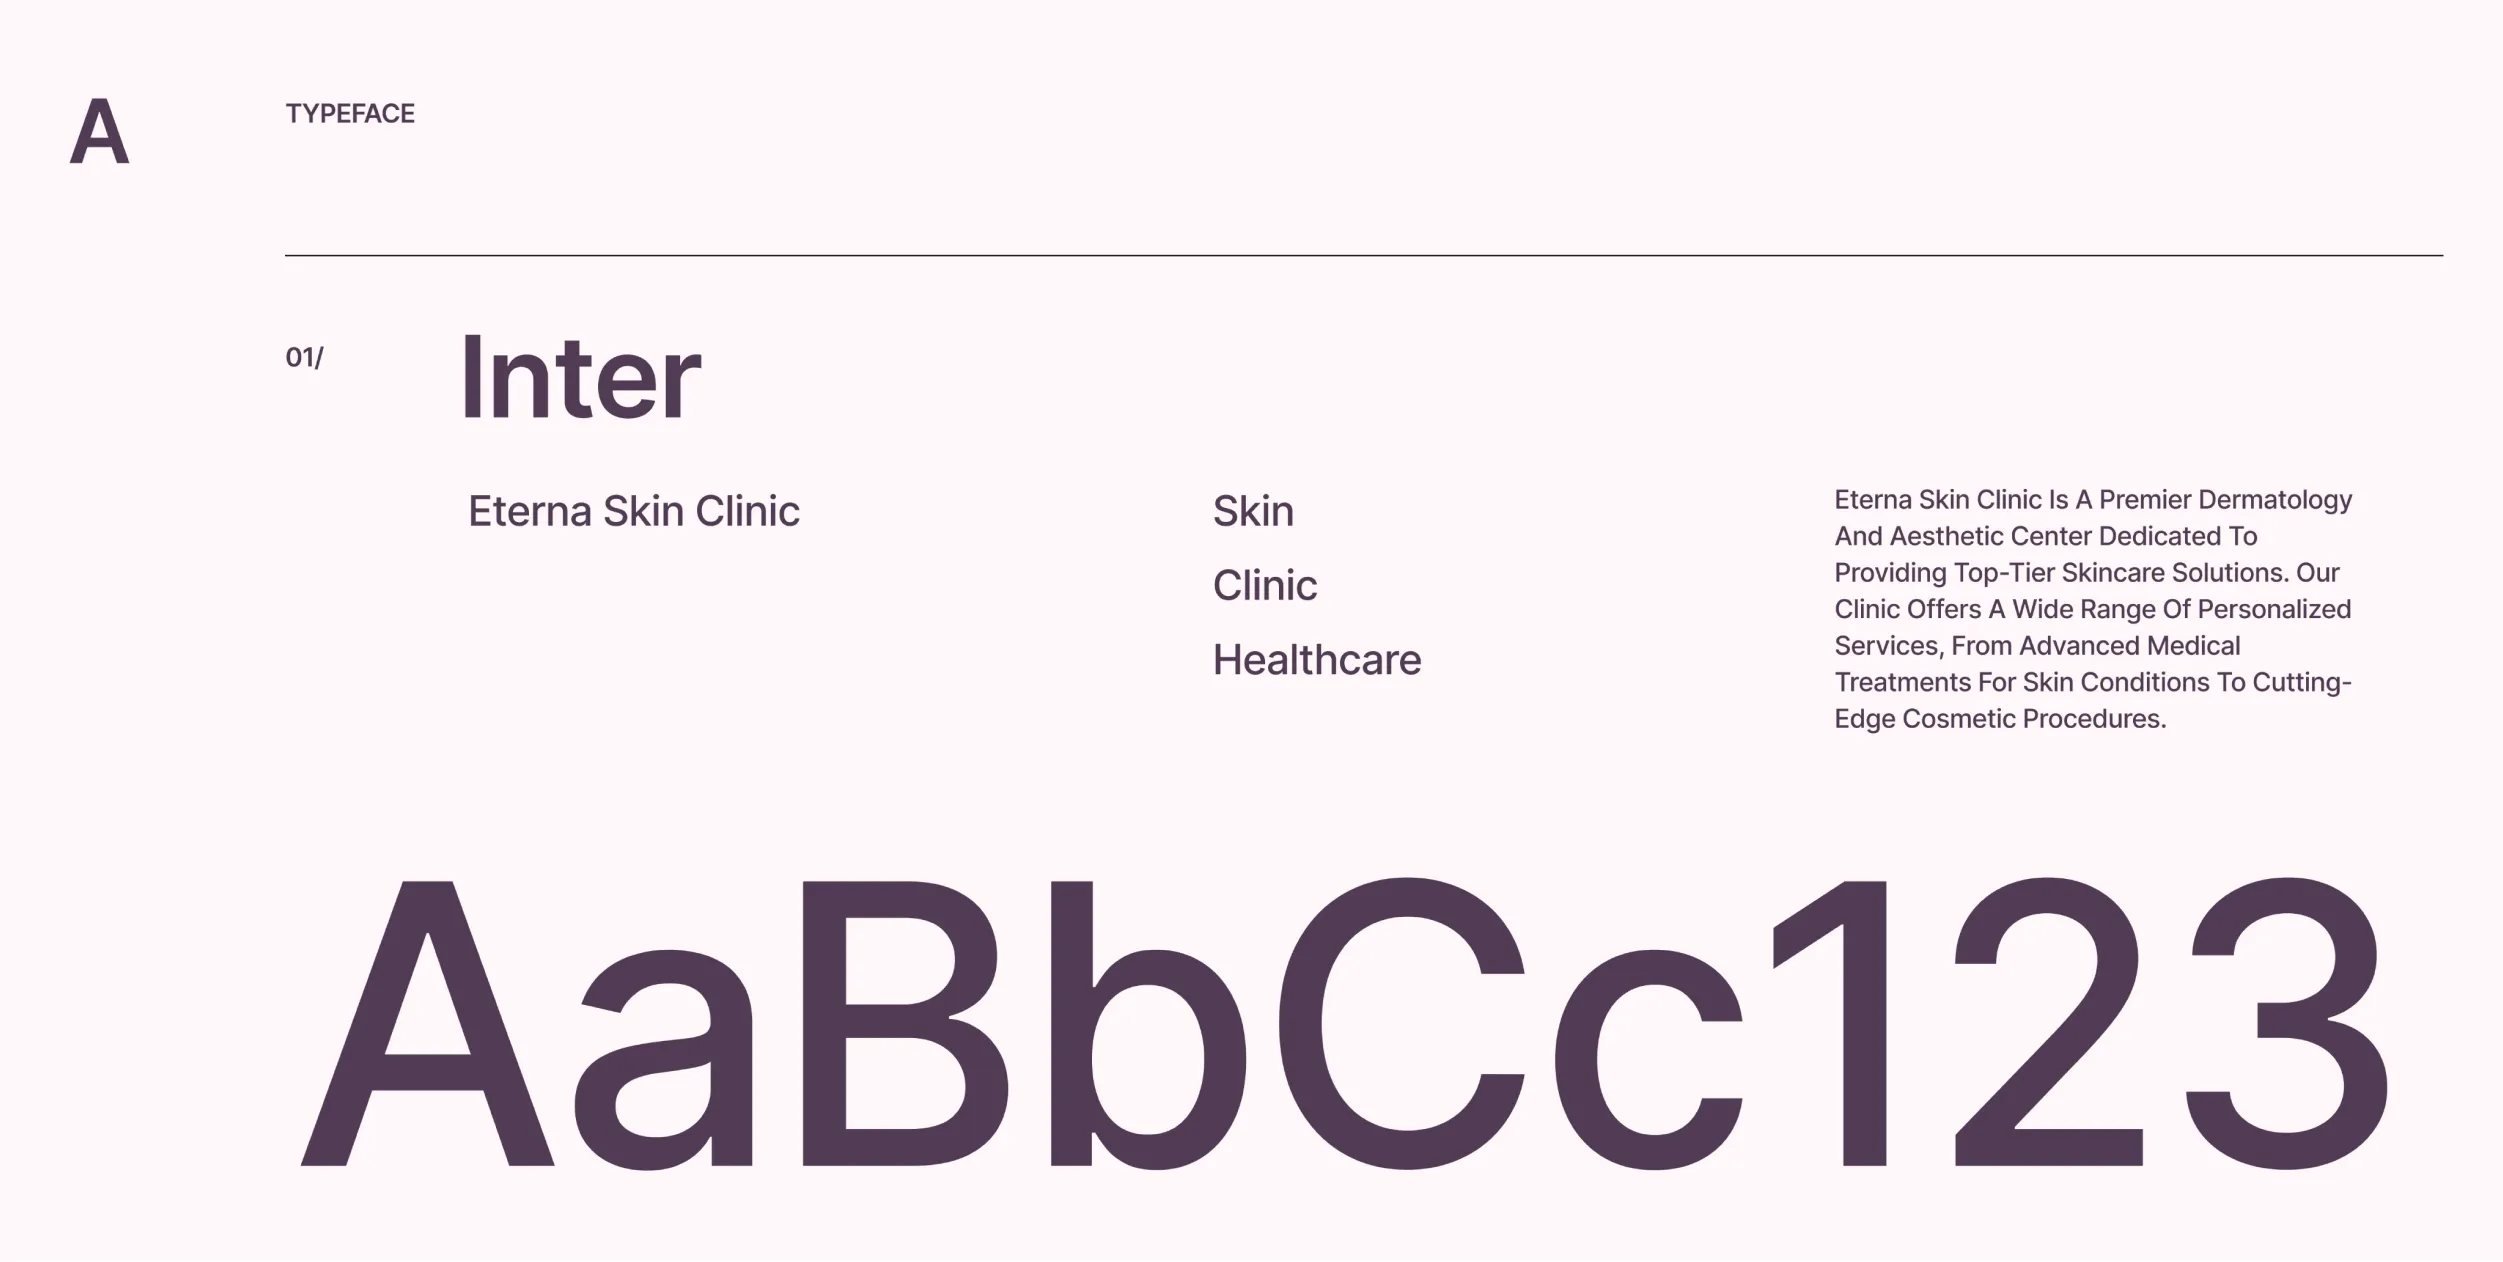 A
TYPEFACE
01/
Inter
Eterna Skin Clinic
Skin
Clinic
Healthcare
Eterna Skin Clinic Is A Premier Dermatology
And Aesthetic Center Dedicated To
Providing Top-Tier Skincare Solutions. Our
Clinic Offers A Wide Range Of Personalized
Services, From Advanced Medical
Treatments For Skin Conditions To Cutting-
Edge Cosmetic Procedures.
AaBbCc123